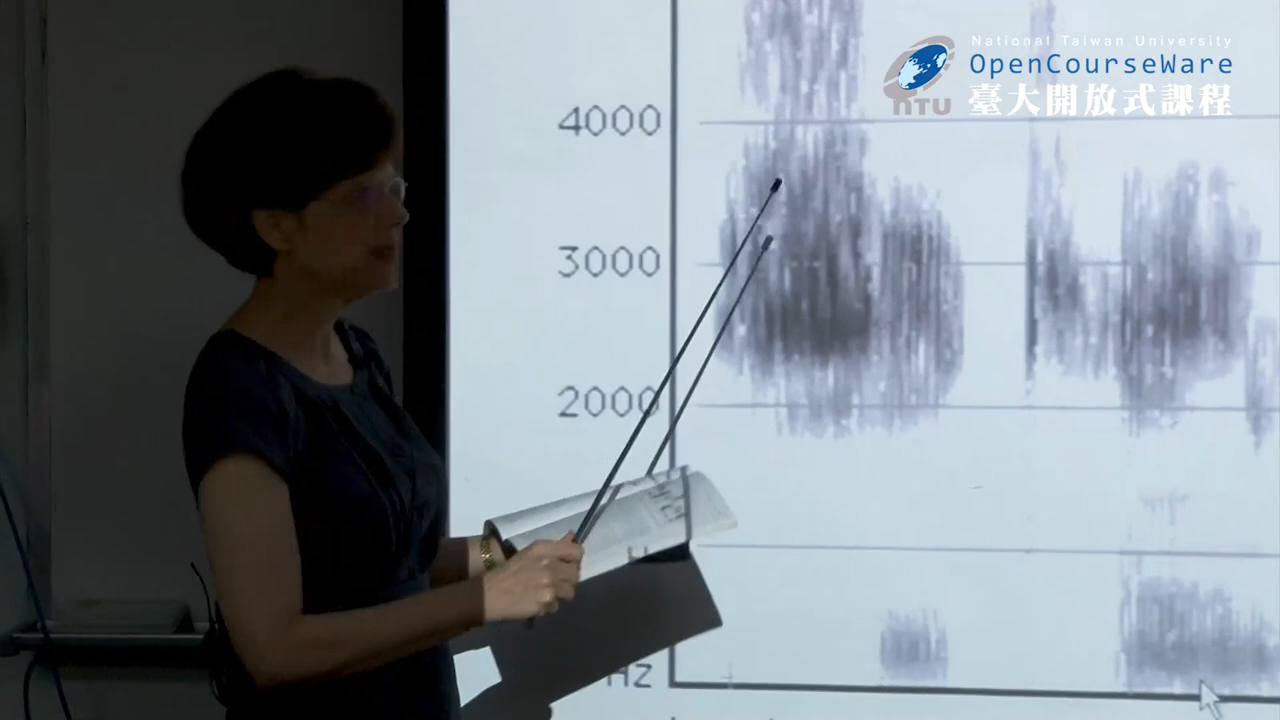 National Taiwan University
OpenCourseWare
臺大開放式課程
NTU
4000
3000
2000
Hz